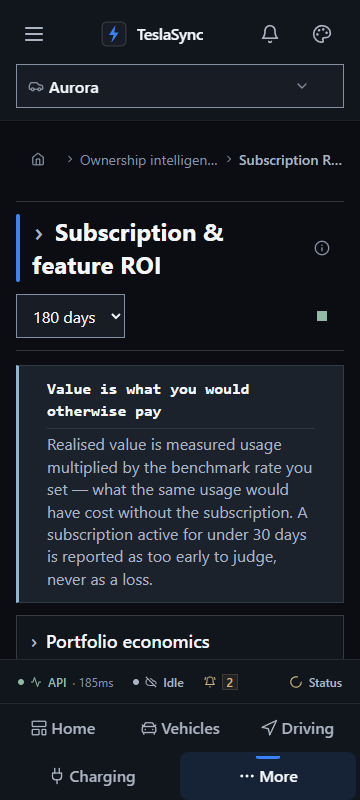 TeslaSync
Aurora
Ownership intelligen... Subscription R...
Subscription &
feature ROI
180 days
Value is what you would
otherwise pay
Realised value is measured usage
multiplied by the benchmark rate you
set — what the same usage would
have cost without the subscription. A
subscription active for under 30 days
is reported as too early to judge,
never as a loss.
Portfolio economics
API · 185ms Idle 2 Status
Home Vehicles Driving
Charging More